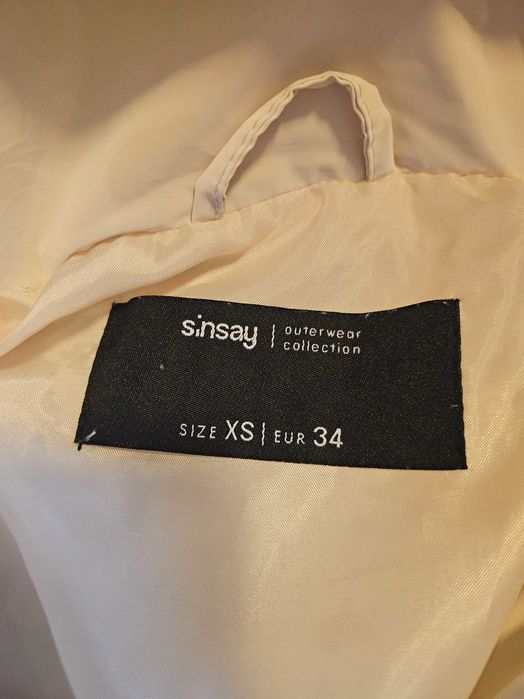 sinsay | outerwear
collection
SIZE XS | EUR 34